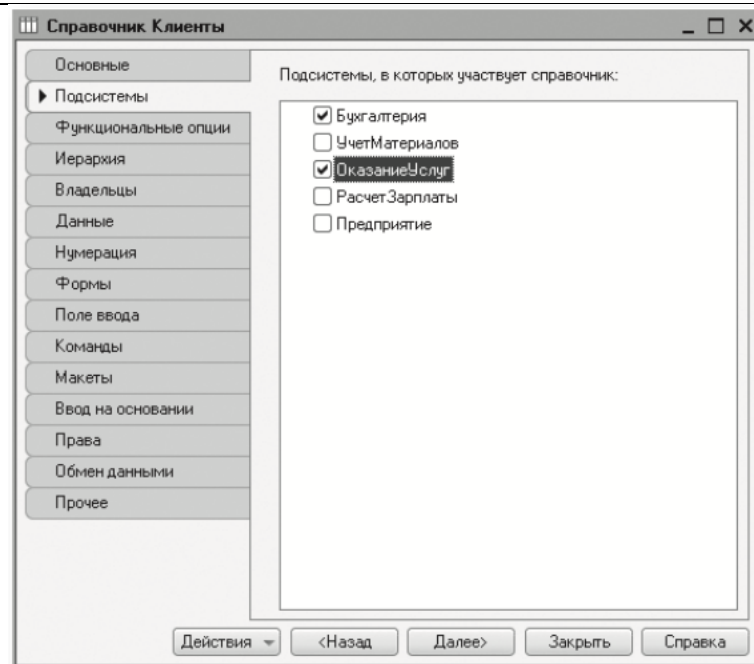 Справочник Клиенты
Основные
Подсистемы
Функциональные опции
Иерархия
Владельцы
Данные
Нумерация
Формы
Поле ввода
Команды
Макеты
Ввод на основании
Права
Обмен данными
Прочее
Подсистемы, в которых участвует справочник:
Бухгалтерия
УчетМатериалов
ОказаниеУслуг
РасчетЗарплаты
Предприятие
Действия <Назад Далее> Закрыть Справка